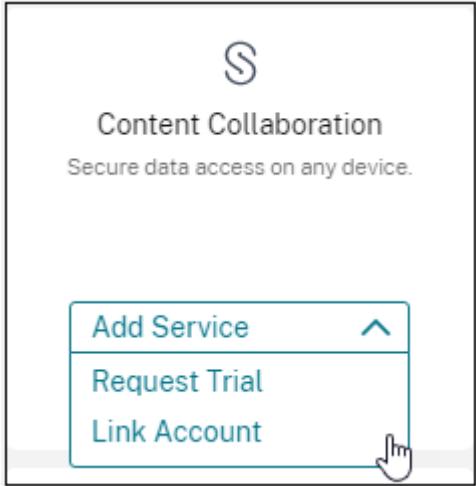 Content Collaboration
Secure data access on any device.
Add Service
Request Trial
Link Account